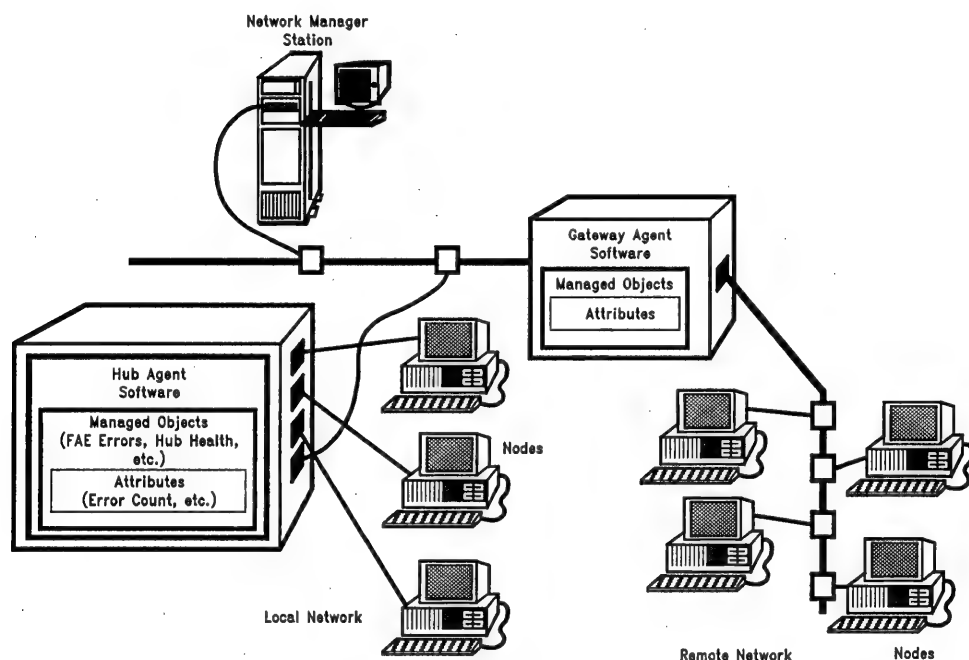 Network Manager
Station
Gateway Agent
Software
Managed Objects
Attributes
Hub Agent
Software
Managed Objects
(FAE Errors, Hub Health,
etc.)
Attributes
(Error Count, etc.)
Nodes
Local Network
Remote Network
Nodes